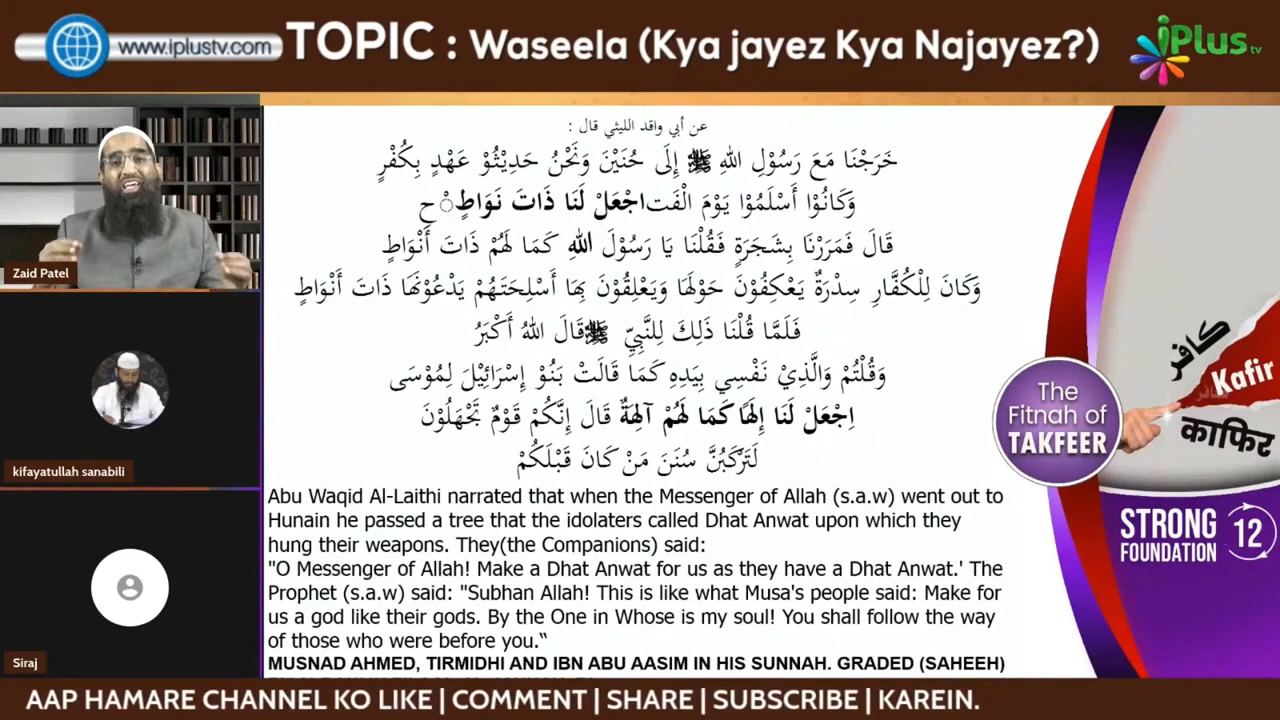 www.iplustv.com
TOPIC : Waseela (Kya jayez Kya Najayez?)
iPlus tv
Zaid Patel
kifayatullah sanabili
Siraj
عن أبي واقد الليثي قال :
خَرَجْنَا مَعَ رَسُوْلِ اللهِ ﷺ إِلَى حُنَيْنَ وَنَحْنُ حَدِيْثُوْ عَهْدٍ بِكُفْرٍ
وَكَانُوْا أَسْلَمُوْا يَوْمَ الْفَتاجْعَلْ لَنَا ذَاتَ نَوَاطٍْح
قَالَ فَمَرَرْنَا بِشَجَرَةٍ فَقُلْنَا يَا رَسُوْلَ اللهِ كَمَا لَهُمْ ذَاتَ أَنْوَاطٍ
وَكَانَ لِلْكُفَّارِ سِدْرَةٌ يَعْكِفُوْنَ حَوْلَهَا وَيَعْلِقُوْنَ بِهَا أَسْلِحَتَهُمْ يَدْعُوْنَهَا ذَاتَ أَنْوَاطٍ
فَلَمَّا قُلْنَا ذَلِكَ لِلنَّبِيِّ ﷺقَالَ اللهُ أَكْبَرُ
وَقُلْتُمْ وَالَّذِيْ نَفْسِي بِيَدِهِ كَمَا قَالَتْ بَنُوْ إِسْرَائِيْلَ لِمُوْسَى
اِجْعَلْ لَنَا إِلَهًا كَمَا لَهُمْ آلِهَةٌ قَالَ إِنَّكُمْ قَوْمٌ تَجْهَلُوْنَ
لَتَرْكَبُنَّ سُنَنَ مَنْ كَانَ قَبْلَكُمْ
Abu Waqid Al-Laithi narrated that when the Messenger of Allah (s.a.w) went out to
Hunain he passed a tree that the idolaters called Dhat Anwat upon which they
hung their weapons. They(the Companions) said:
"O Messenger of Allah! Make a Dhat Anwat for us as they have a Dhat Anwat.' The
Prophet (s.a.w) said: "Subhan Allah! This is like what Musa's people said: Make for
us a god like their gods. By the One in Whose is my soul! You shall follow the way
of those who were before you.“
MUSNAD AHMED, TIRMIDHI AND IBN ABU AASIM IN HIS SUNNAH. GRADED (SAHEEH)
كافر
Kafir
काफिर
The
Fitnah of
TAKFEER
STRONG
FOUNDATION
12
AAP HAMARE CHANNEL KO LIKE | COMMENT | SHARE | SUBSCRIBE | KAREIN.